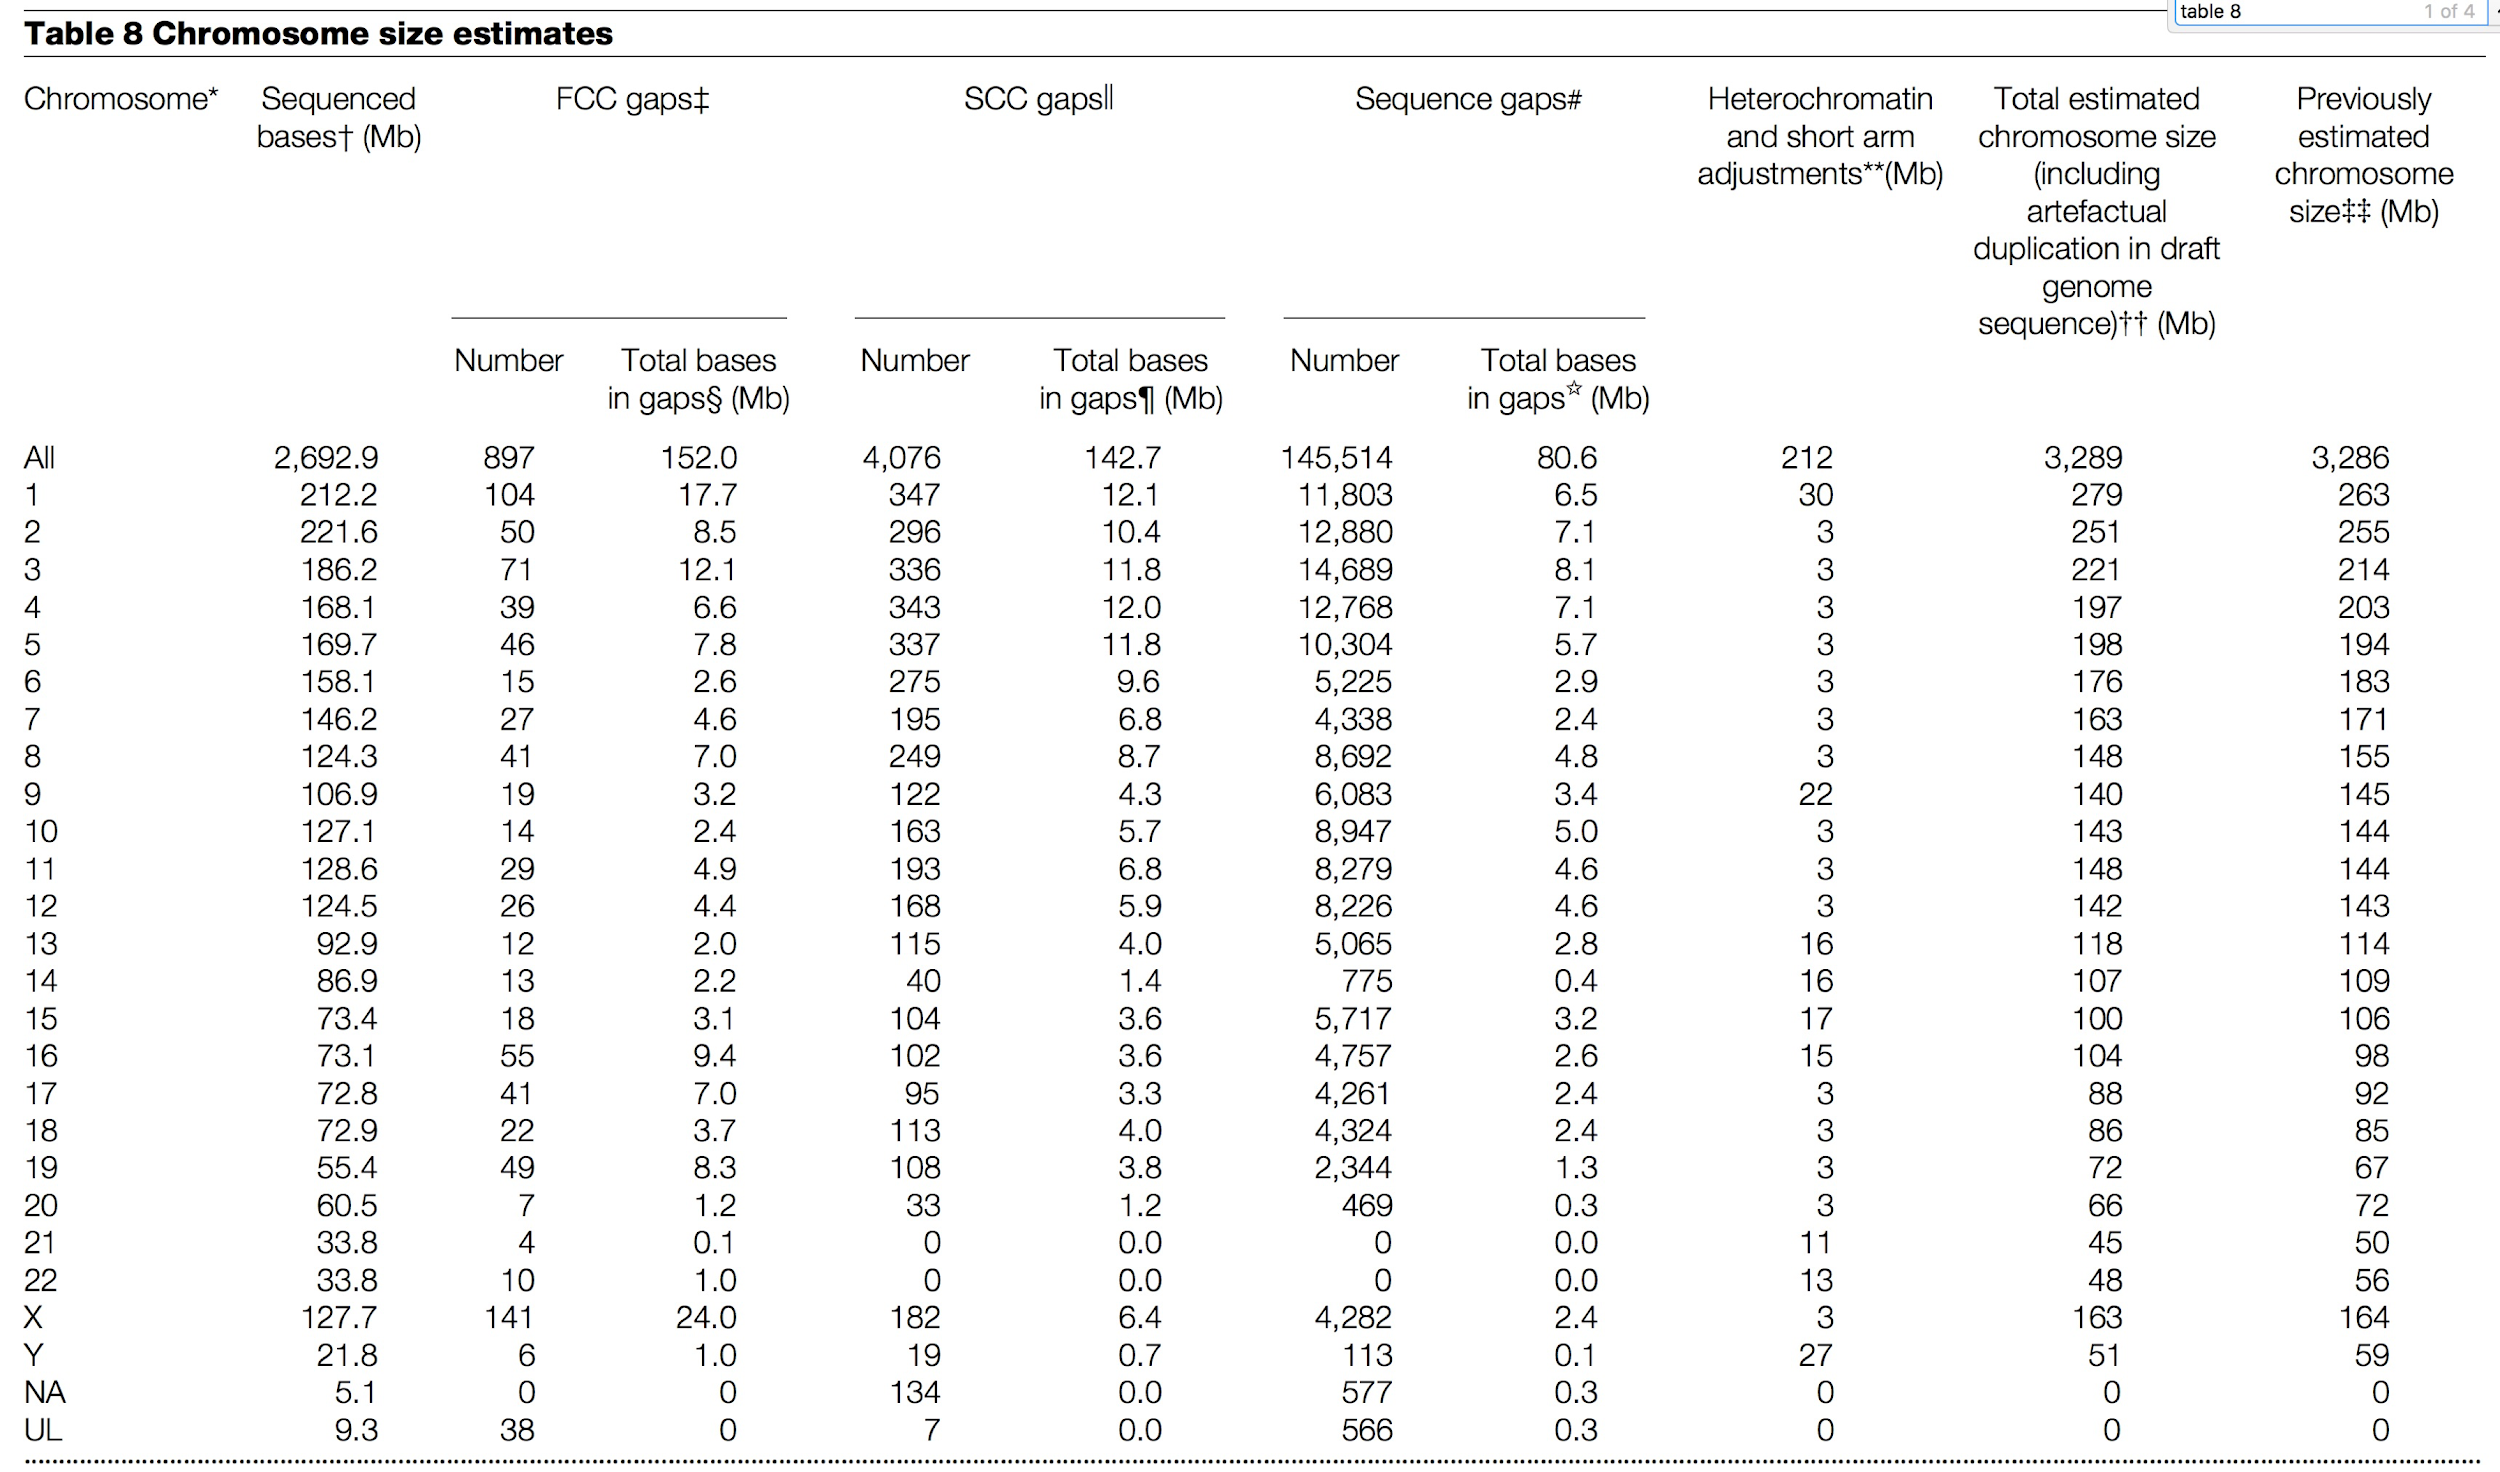 table 8 1 of 4
Table 8 Chromosome size estimates
Chromosome* Sequenced FCC gaps‡ SCC gaps|| Sequence gaps# Heterochromatin Total estimated Previously
bases† (Mb) and short arm chromosome size estimated
adjustments**(Mb) (including chromosome
artefactual size‡‡ (Mb)
duplication in draft
genome
sequence)†† (Mb)
Number Total bases Number Total bases Number Total bases
in gaps§ (Mb) in gaps¶ (Mb) in gaps☆ (Mb)
All 2,692.9 897 152.0 4,076 142.7 145,514 80.6 212 3,289 3,286
1 212.2 104 17.7 347 12.1 11,803 6.5 30 279 263
2 221.6 50 8.5 296 10.4 12,880 7.1 3 251 255
3 186.2 71 12.1 336 11.8 14,689 8.1 3 221 214
4 168.1 39 6.6 343 12.0 12,768 7.1 3 197 203
5 169.7 46 7.8 337 11.8 10,304 5.7 3 198 194
6 158.1 15 2.6 275 9.6 5,225 2.9 3 176 183
7 146.2 27 4.6 195 6.8 4,338 2.4 3 163 171
8 124.3 41 7.0 249 8.7 8,692 4.8 3 148 155
9 106.9 19 3.2 122 4.3 6,083 3.4 22 140 145
10 127.1 14 2.4 163 5.7 8,947 5.0 3 143 144
11 128.6 29 4.9 193 6.8 8,279 4.6 3 148 144
12 124.5 26 4.4 168 5.9 8,226 4.6 3 142 143
13 92.9 12 2.0 115 4.0 5,065 2.8 16 118 114
14 86.9 13 2.2 40 1.4 775 0.4 16 107 109
15 73.4 18 3.1 104 3.6 5,717 3.2 17 100 106
16 73.1 55 9.4 102 3.6 4,757 2.6 15 104 98
17 72.8 41 7.0 95 3.3 4,261 2.4 3 88 92
18 72.9 22 3.7 113 4.0 4,324 2.4 3 86 85
19 55.4 49 8.3 108 3.8 2,344 1.3 3 72 67
20 60.5 7 1.2 33 1.2 469 0.3 3 66 72
21 33.8 4 0.1 0 0.0 0 0.0 11 45 50
22 33.8 10 1.0 0 0.0 0 0.0 13 48 56
X 127.7 141 24.0 182 6.4 4,282 2.4 3 163 164
Y 21.8 6 1.0 19 0.7 113 0.1 27 51 59
NA 5.1 0 0 134 0.0 577 0.3 0 0 0
UL 9.3 38 0 7 0.0 566 0.3 0 0 0